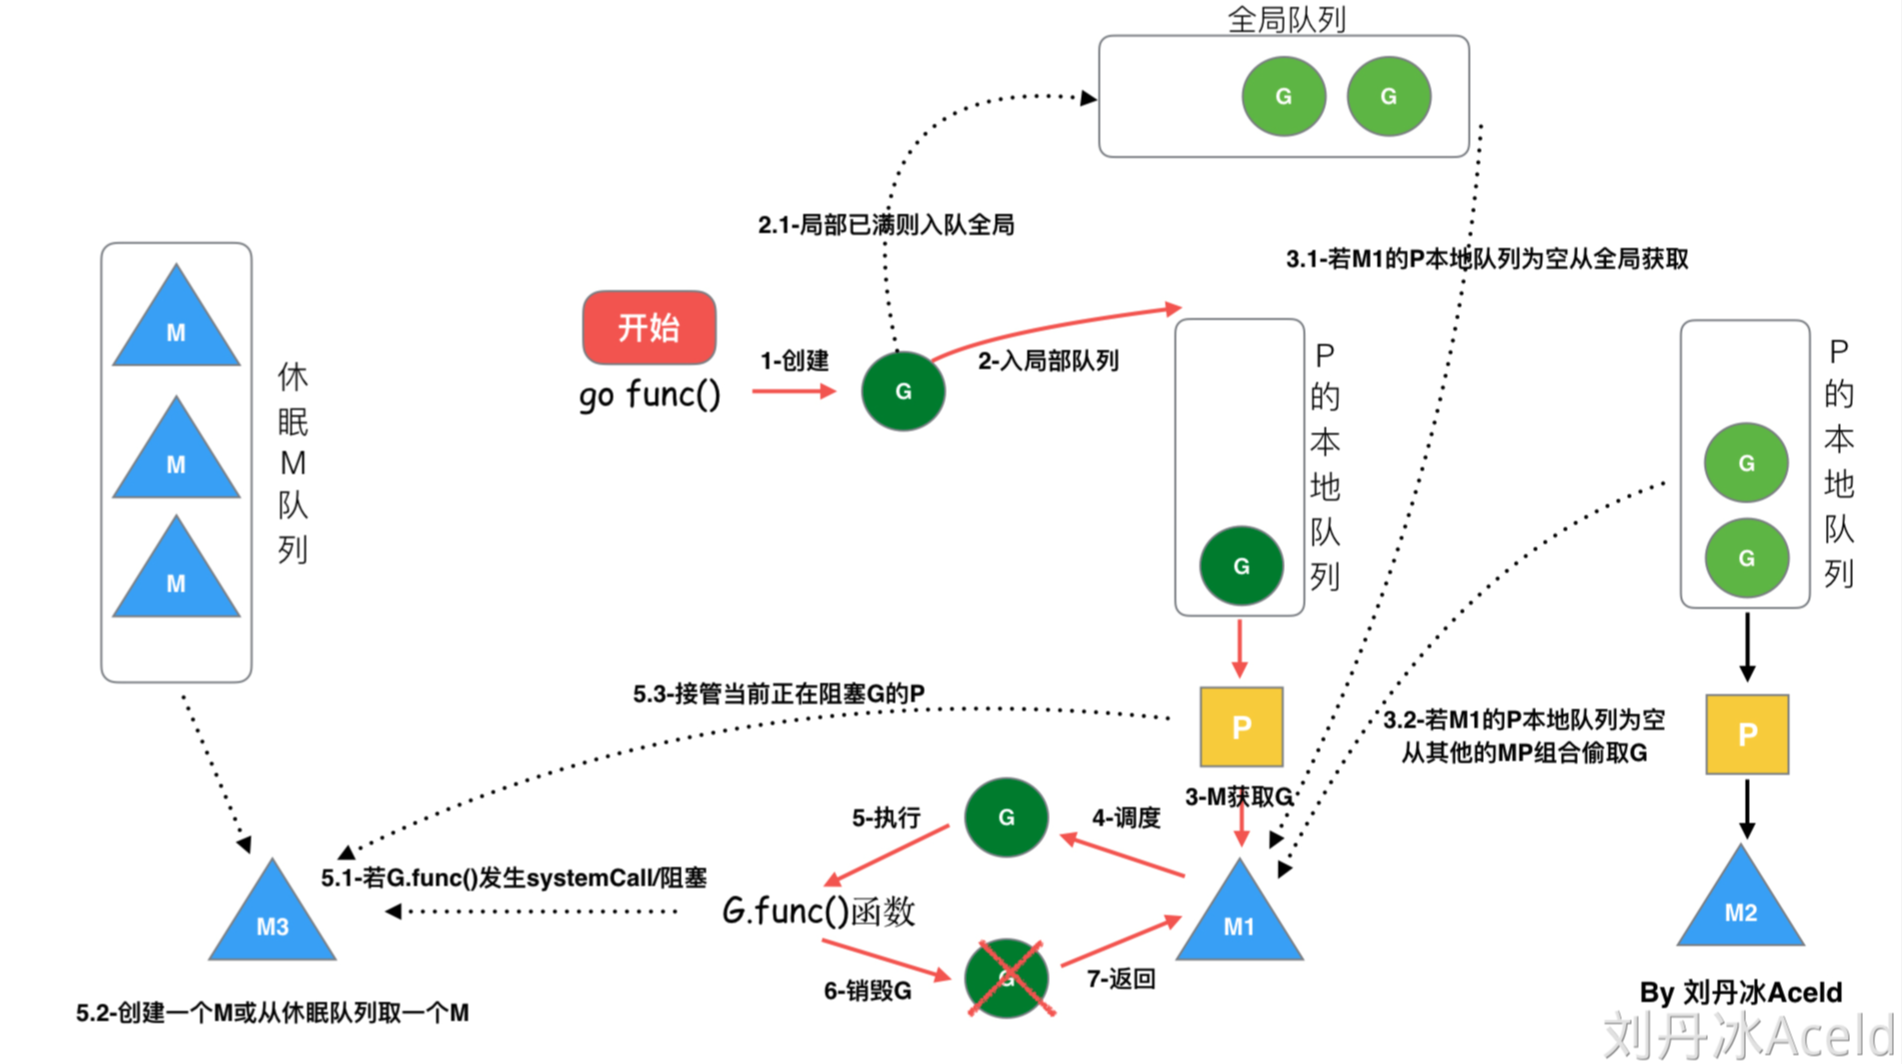 全局队列
G G
2.1-局部已满则入队全局
3.1-若M1的P本地队列为空从全局获取
开始
go func()
1-创建
G
2-入局部队列
M
M
M
休眠M队列
G
P的本地队列
G
G
P的本地队列
5.3-接管当前正在阻塞G的P
P
3.2-若M1的P本地队列为空
从其他的MP组合偷取G
P
3-M获取G
5-执行
G
4-调度
5.1-若G.func()发生systemCall/阻塞
G.func()函数
M3
M1
M2
6-销毁G
G
7-返回
5.2-创建一个M或从休眠队列取一个M
By 刘丹冰Aceld
刘丹冰Aceld